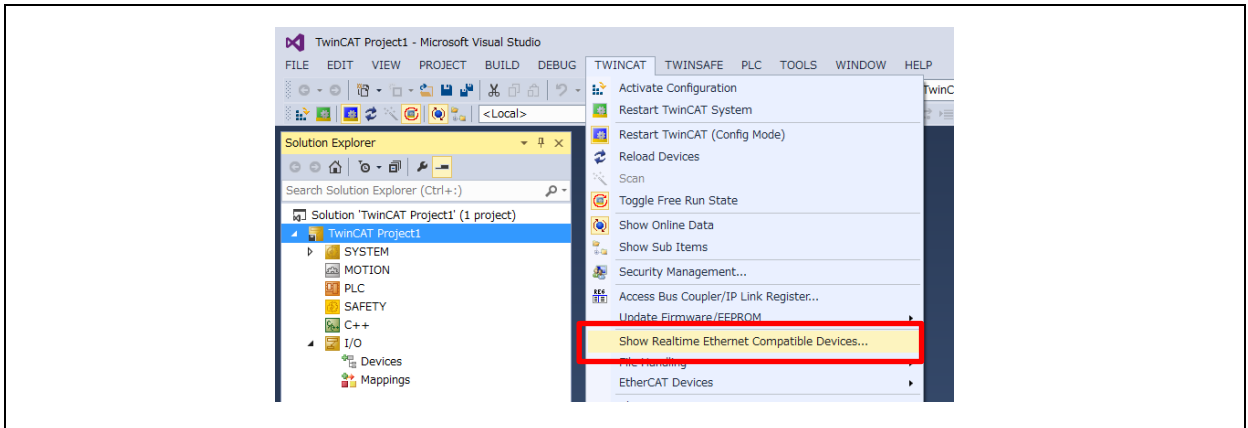 TwinCAT Project1 - Microsoft Visual Studio
FILE EDIT VIEW PROJECT BUILD DEBUG TWINCAT TWINSAFE PLC TOOLS WINDOW HELP
<Local>
TwinC
Activate Configuration
Restart TwinCAT System
Restart TwinCAT (Config Mode)
Reload Devices
Scan
Toggle Free Run State
Show Online Data
Show Sub Items
Security Management...
Access Bus Coupler/IP Link Register...
Update Firmware/EEPROM
Show Realtime Ethernet Compatible Devices...
File Handling
EtherCAT Devices
Solution Explorer
Search Solution Explorer (Ctrl+:)
Solution 'TwinCAT Project1' (1 project)
TwinCAT Project1
SYSTEM
MOTION
PLC
SAFETY
C++
I/O
Devices
Mappings